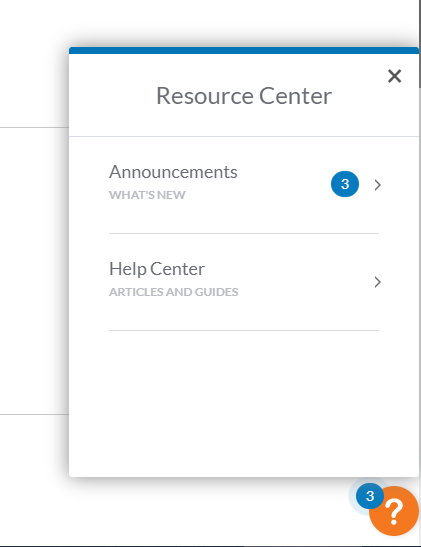 ×
Resource Center
Announcements
WHAT'S NEW
3
Help Center
ARTICLES AND GUIDES
3
?